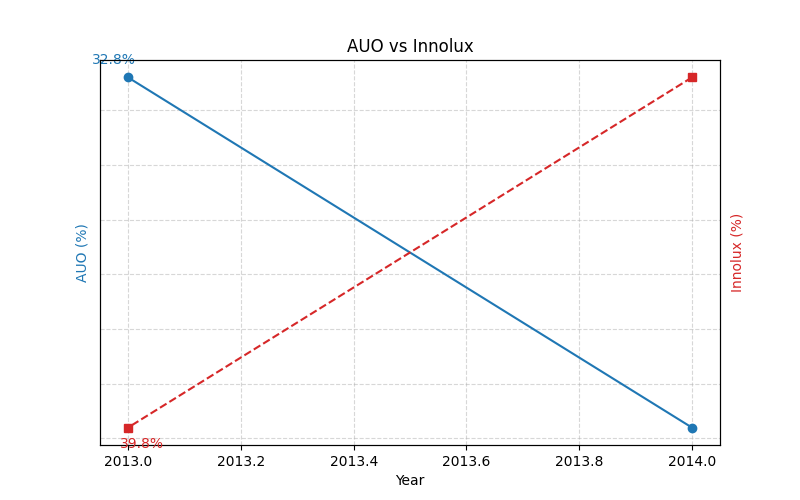 AUO vs Innolux
32.8%
AUO (%)
Innolux (%)
39.8%
2013.0 2013.2 2013.4 2013.6 2013.8 2014.0
Year